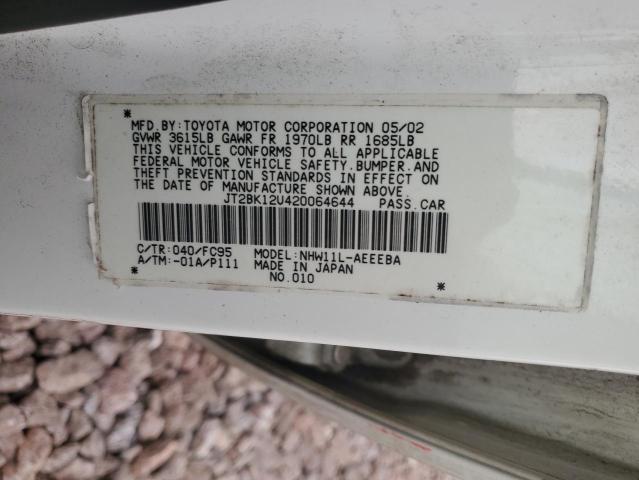 MFD.BY:TOYOTA MOTOR CORPORATION 05/02
GVWR 3615LB GAWR FR 1970LB RR 1685LB
THIS VEHICLE CONFORMS TO ALL APPLICABLE
FEDERAL MOTOR VEHICLE SAFETY.BUMPER.AND
THEFT PREVENTION STANDARDS IN EFFECT ON
THE DATE OF MANUFACTURE SHOWN ABOVE.
JT2BK12U420064644 PASS.CAR
C/TR:040/FC95 MODEL:NHW11L-AEEEBA
A/TM:-01A/P111 MADE IN JAPAN
NO.010